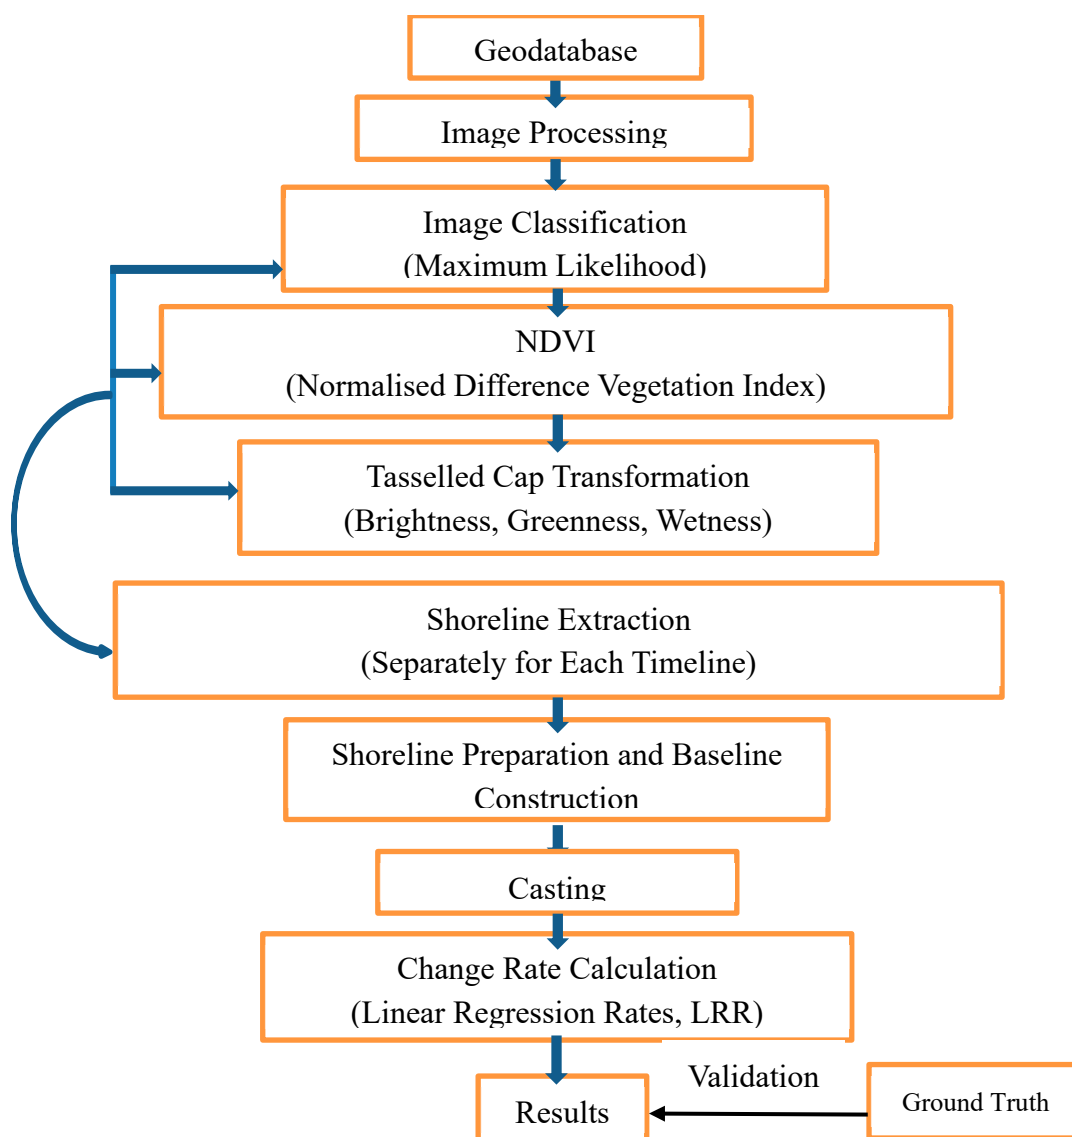 Geodatabase
Image Processing
Image Classification
(Maximum Likelihood)
NDVI
(Normalised Difference Vegetation Index)
Tasselled Cap Transformation
(Brightness, Greenness, Wetness)
Shoreline Extraction
(Separately for Each Timeline)
Shoreline Preparation and Baseline
Construction
Casting
Change Rate Calculation
(Linear Regression Rates, LRR)
Validation
Results
Ground Truth